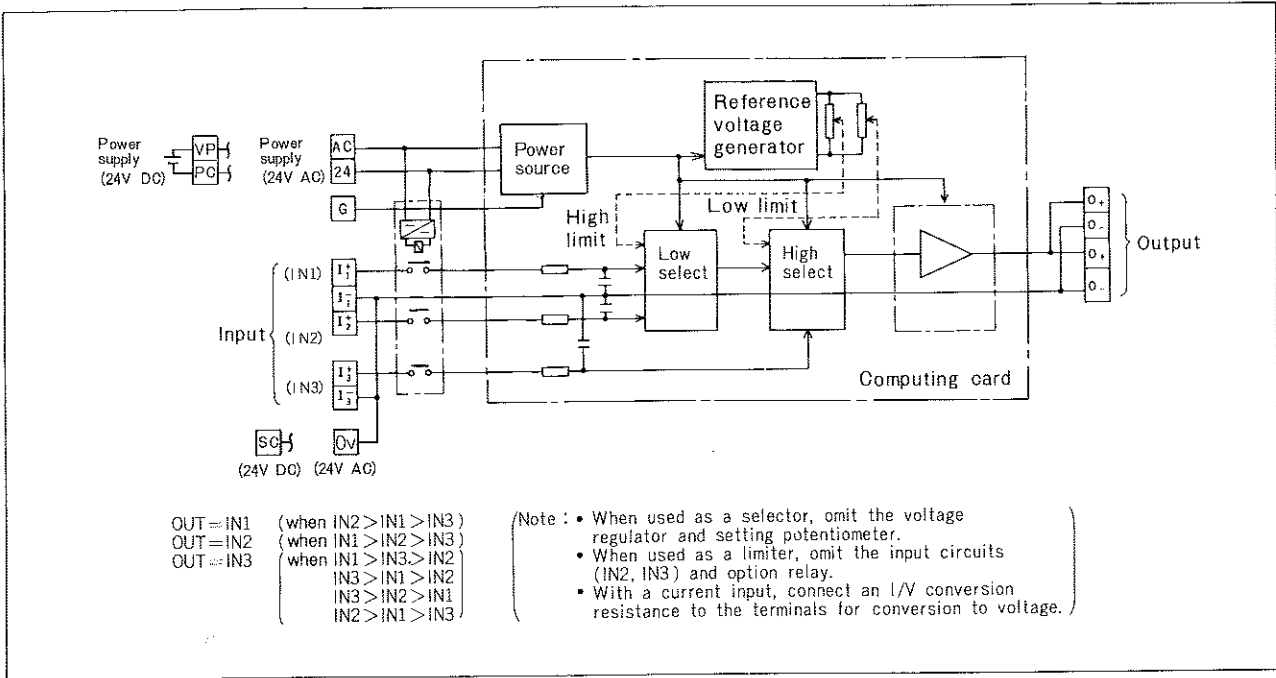 Reference
voltage
generator
Power
supply
(24V DC)
VP
PC
Power
supply
(24V AC)
AC
24
G
Power
source
High
limit
Low limit
Low
select
High
select
O+
O-
O+
O-
Output
Input
(IN1)
I1+
I1-
(IN2)
I2+
(IN3)
I3+
I3-
Computing card
SC
(24V DC)
0V
(24V AC)
OUT=IN1 (when IN2>IN1>IN3)
OUT=IN2 (when IN1>IN2>IN3)
OUT=IN3 (when IN1>IN3>IN2
IN3>IN1>IN2
IN3>IN2>IN1
IN2>IN1>IN3)
(Note : • When used as a selector, omit the voltage
regulator and setting potentiometer.
• When used as a limiter, omit the input circuits
(IN2, IN3) and option relay.
• With a current input, connect an I/V conversion
resistance to the terminals for conversion to voltage.)